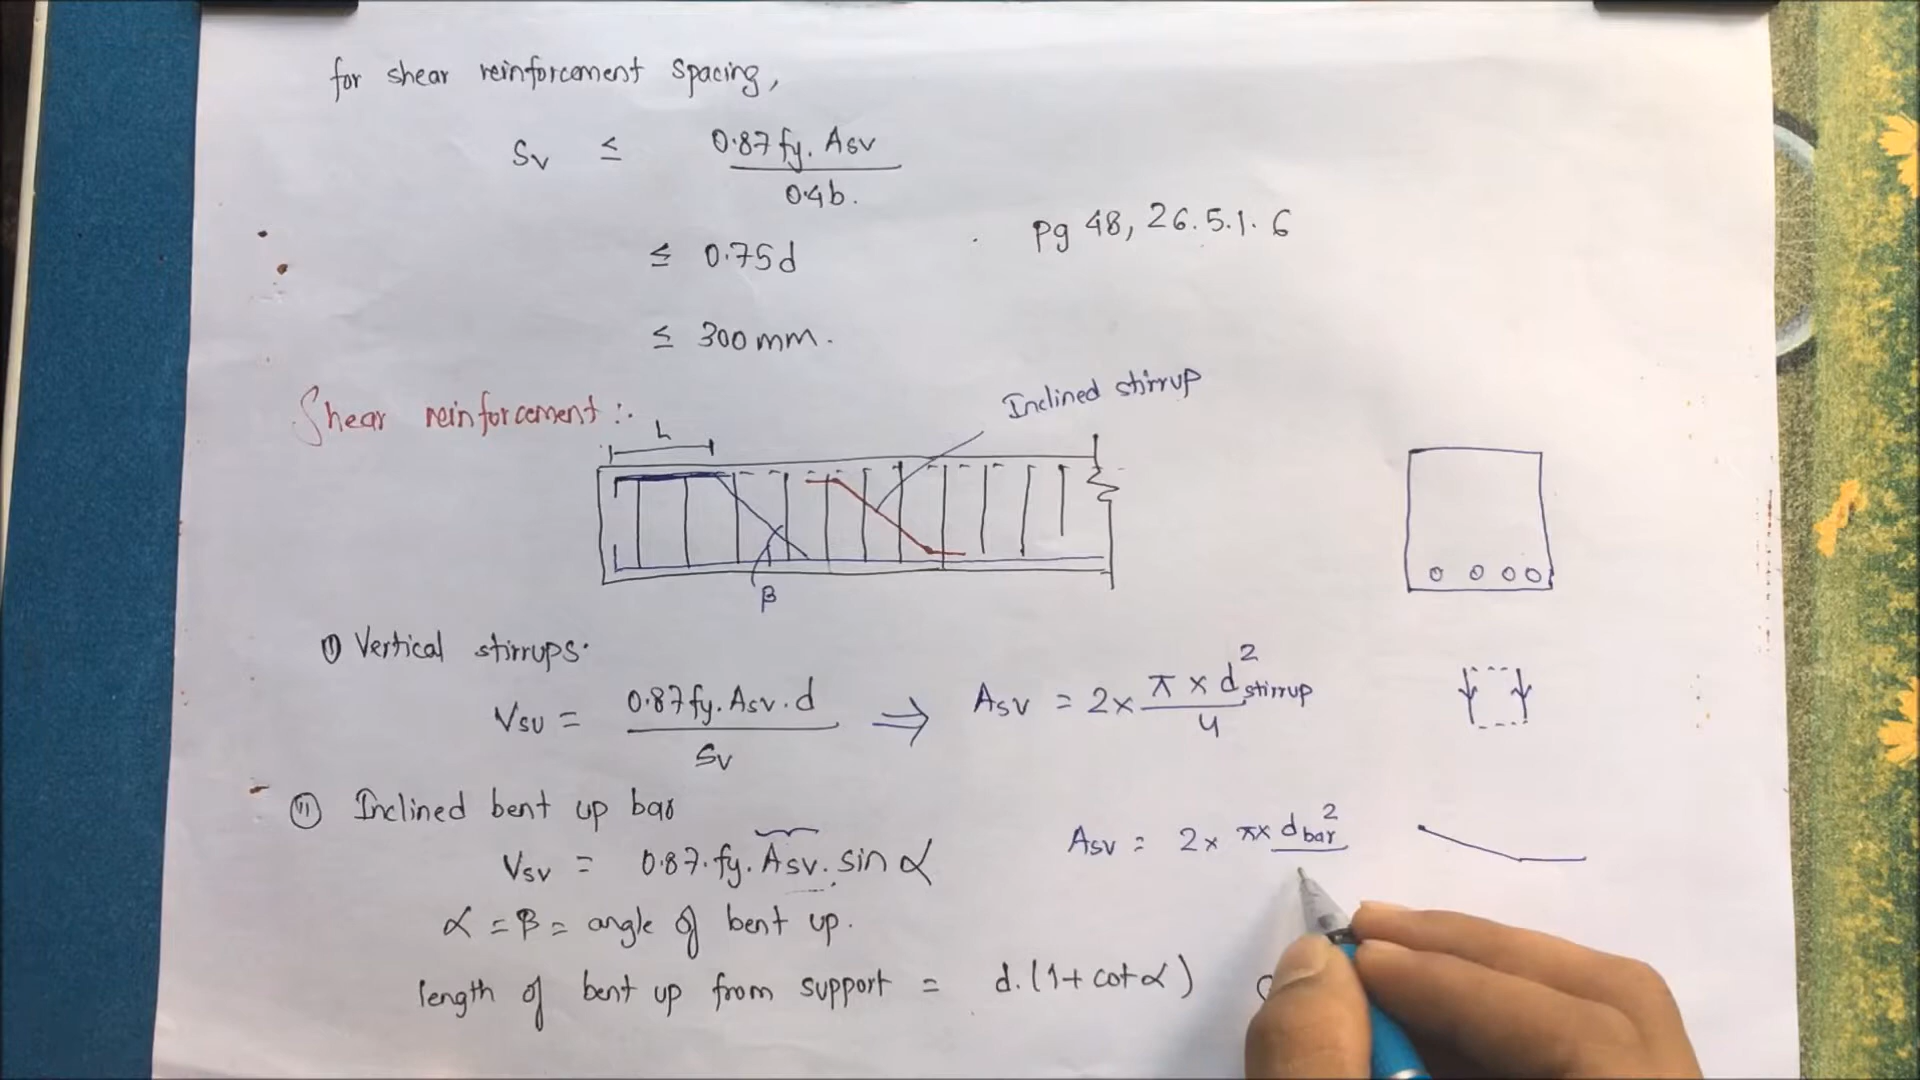 for shear reinforcement spacing,
Sv ≤ 0.87 fy. Asv / 0.4b.
≤ 0.75d
pg 48, 26.5.1.6
≤ 300 mm.
Shear reinforcement:.
Inclined stirrup
L
β
(i) Vertical stirrups.
Vsu = 0.87 fy. Asv. d / Sv ⇒ Asv = 2 x π x d²stirrup / 4
(ii) Inclined bent up bar
Vsv = 0.87. fy. Asv. sin α
Asv = 2 x π x dbar²
α = β = angle of bent up.
length of bent up from support = d. (1 + cot α)